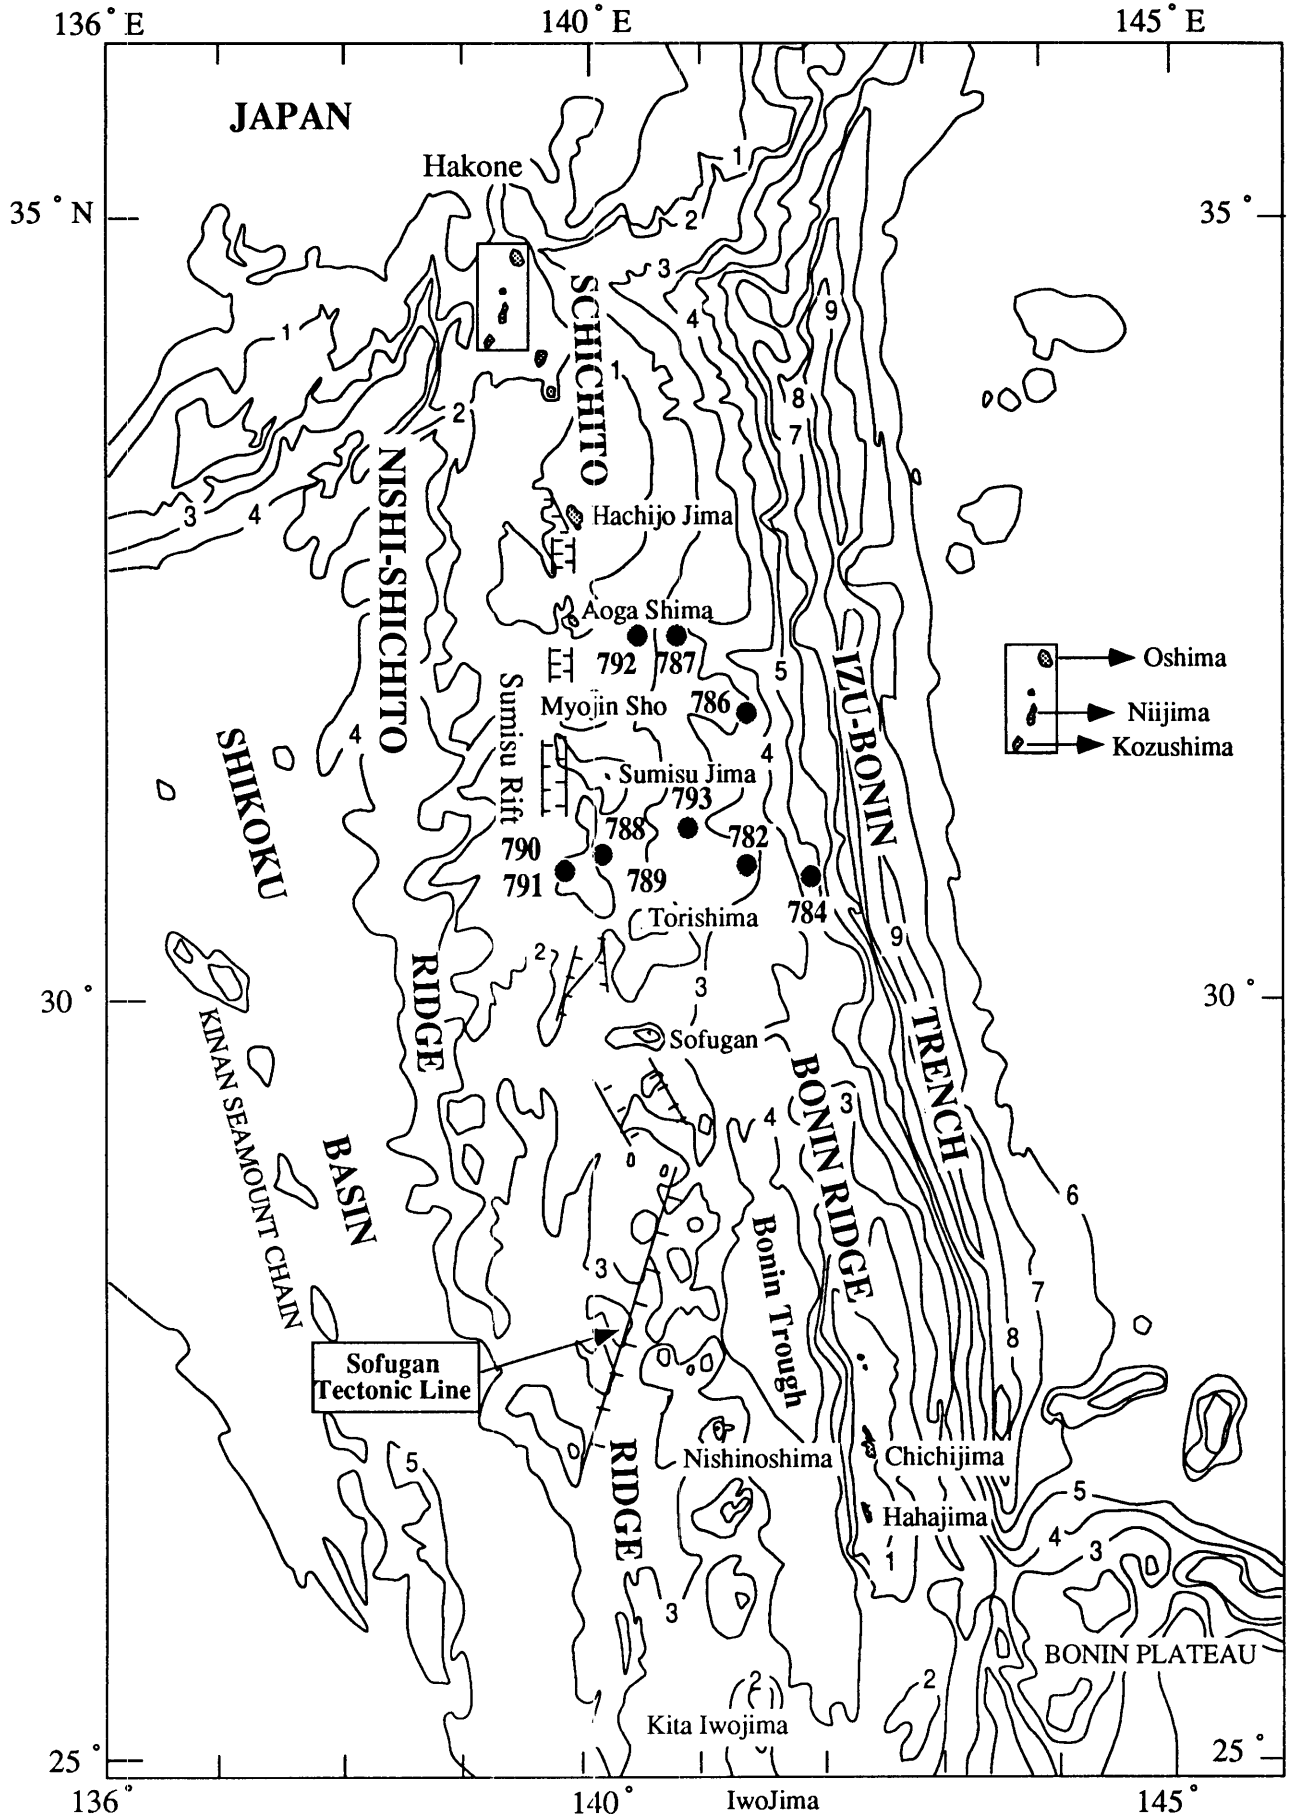 136 ° E
140 ° E
145 ° E
JAPAN
Hakone
1
35 ° N
2
35 °
3
SCHICHTO
9
4
1
1
8
2
7
NISHI-SHICHITO
3
4
Hachijo Jima
Aoga Shima
792
787
5
Oshima
IZU-BONIN
Sumisu Rift
Myojin Sho
786
Niijima
4
Kozushima
SHIKOKU
4
Sumisu Jima
793
788
782
790
791
789
784
Torishima
9
2
RIDGE
3
30 °
30 °
KINAN SEAMOUNT CHAIN
TRENCH
Sofugan
BONIN RIDGE
4
3
BASIN
6
Bonin Trough
3
7
8
Sofugan
Tectonic Line
RIDGE
Nishinoshima
Chichijima
5
5
Hahajima
4
3
1
3
BONIN PLATEAU
2
2
Kita Iwojima
25 °
25 °
136 °
140 °
IwoJima
145 °